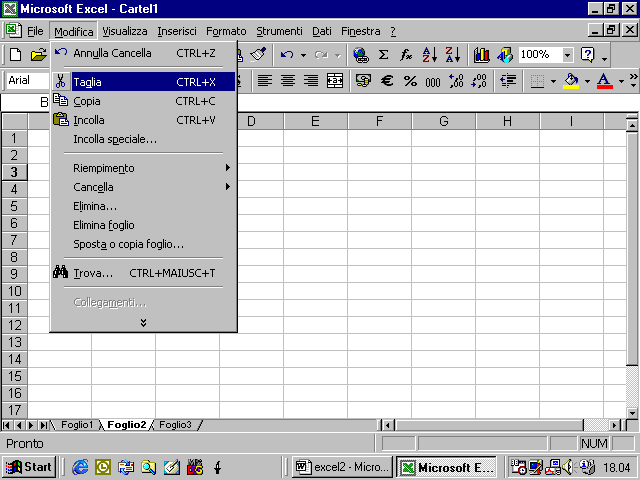 Microsoft Excel - Cartel1
File Modifica Visualizza Inserisci Formato Strumenti Dati Finestra ?
Annulla Cancella CTRL+Z
100%
Arial
Taglia CTRL+X
% 000
Copia CTRL+C
B
Incolla CTRL+V
D E F G H I
Incolla speciale...
1
2
Riempimento
3
Cancella
4
Elimina...
5
Elimina foglio
6
Sposta o copia foglio...
7
8
Trova... CTRL+MAIUSC+T
9
10
Collegamenti...
11
12
13
14
15
16
17
Foglio1 Foglio2 Foglio3
Pronto NUM
Start excel2 - Micro... Microsoft E... 18.04